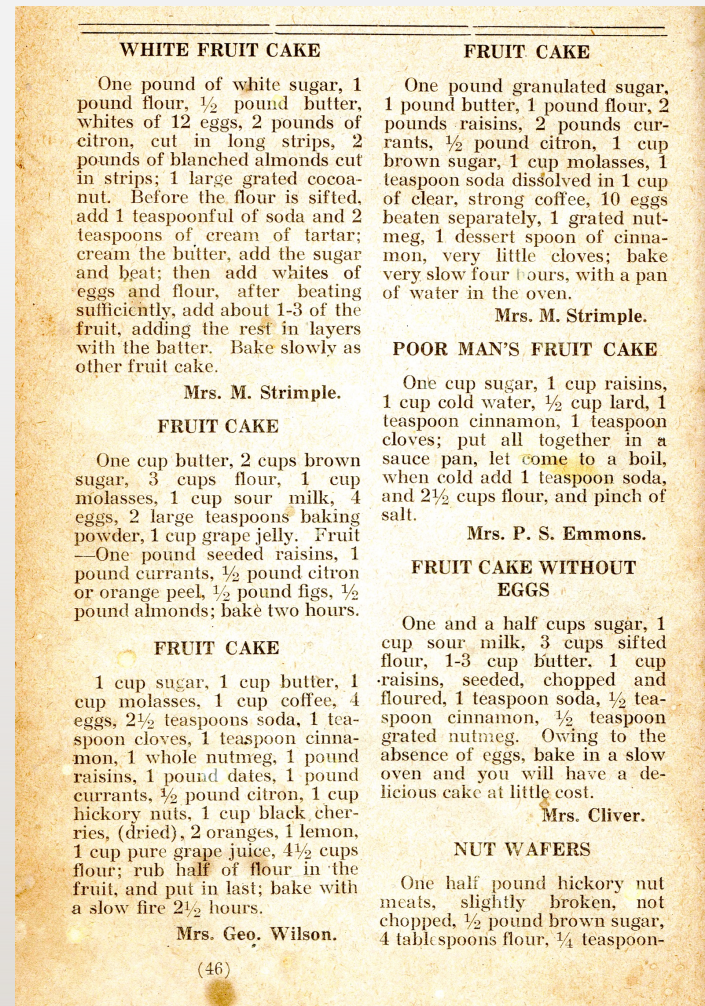 WHITE FRUIT CAKE
One pound of white sugar, 1
pound flour, ½ pound butter,
whites of 12 eggs, 2 pounds of
citron, cut in long strips, 2
pounds of blanched almonds cut
in strips; 1 large grated cocoa-
nut. Before the flour is sifted,
add 1 teaspoonful of soda and 2
teaspoons of cream of tartar;
cream the butter, add the sugar
and beat; then add whites of
eggs and flour, after beating
sufficiently, add about 1-3 of the
fruit, adding the rest in layers
with the batter. Bake slowly as
other fruit cake.
Mrs. M. Strimple.
FRUIT CAKE
One cup butter, 2 cups brown
sugar, 3 cups flour, 1 cup
molasses, 1 cup sour milk, 4
eggs, 2 large teaspoons baking
powder, 1 cup grape jelly. Fruit
—One pound seeded raisins, 1
pound currants, ½ pound citron
or orange peel, ½ pound figs, ½
pound almonds; bake two hours.
FRUIT CAKE
1 cup sugar, 1 cup butter, 1
cup molasses, 1 cup coffee, 4
eggs, 2½ teaspoons soda, 1 tea-
spoon cloves, 1 teaspoon cinna-
mon, 1 whole nutmeg, 1 pound
raisins, 1 pound dates, 1 pound
currants, ½ pound citron, 1 cup
hickory nuts, 1 cup black cher-
ries, (dried), 2 oranges, 1 lemon,
1 cup pure grape juice, 4½ cups
flour; rub half of flour in the
fruit, and put in last; bake with
a slow fire 2½ hours.
Mrs. Geo. Wilson.
FRUIT CAKE
One pound granulated sugar,
1 pound butter, 1 pound flour, 2
pounds raisins, 2 pounds cur-
rants, ½ pound citron, 1 cup
brown sugar, 1 cup molasses, 1
teaspoon soda dissolved in 1 cup
of clear, strong coffee, 10 eggs
beaten separately, 1 grated nut-
meg, 1 dessert spoon of cinna-
mon, very little cloves; bake
very slow four hours, with a pan
of water in the oven.
Mrs. M. Strimple.
POOR MAN'S FRUIT CAKE
One cup sugar, 1 cup raisins,
1 cup cold water, ½ cup lard, 1
teaspoon cinnamon, 1 teaspoon
cloves; put all together in a
sauce pan, let come to a boil,
when cold add 1 teaspoon soda,
and 2½ cups flour, and pinch of
salt.
Mrs. P. S. Emmons.
FRUIT CAKE WITHOUT
EGGS
One and a half cups sugar, 1
cup sour milk, 3 cups sifted
flour, 1-3 cup butter, 1 cup
raisins, seeded, chopped and
floured, 1 teaspoon soda, ½ tea-
spoon cinnamon, ½ teaspoon
grated nutmeg. Owing to the
absence of eggs, bake in a slow
oven and you will have a de-
licious cake at little cost.
Mrs. Cliver.
NUT WAFERS
One half pound hickory nut
meats, slightly broken, not
chopped, ½ pound brown sugar,
4 tablespoons flour, ¼ teaspoon-
(46)